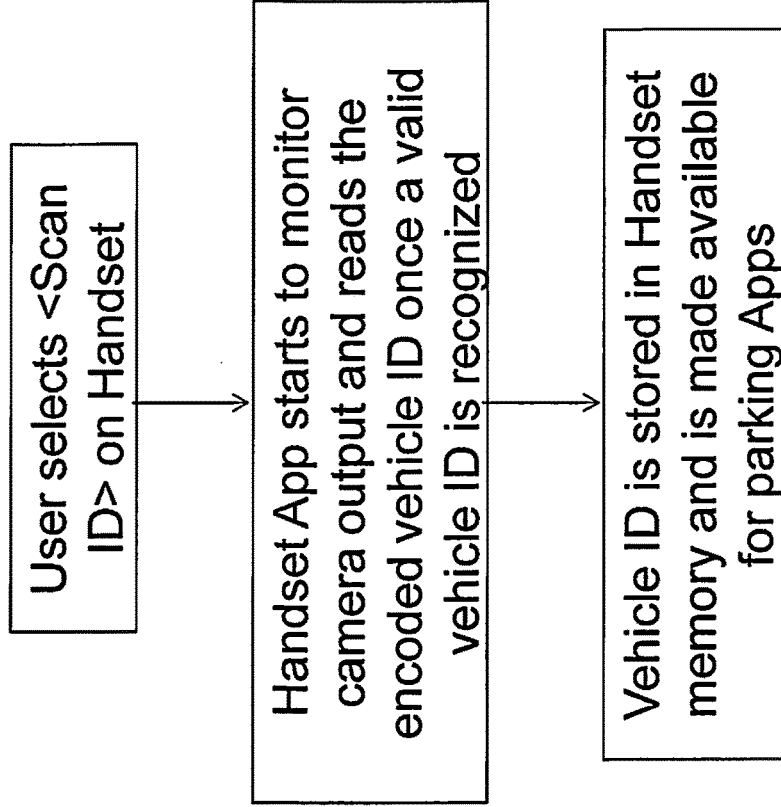 User selects <Scan
ID> on Handset
Handset App starts to monitor
camera output and reads the
encoded vehicle ID once a valid
vehicle ID is recognized
Vehicle ID is stored in Handset
memory and is made available
for parking Apps